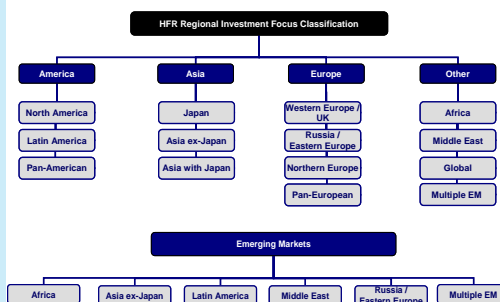 HFR Regional Investment Focus Classification
America
Asia
Europe
Other
North America
Japan
Western Europe /
UK
Africa
Latin America
Asia ex-Japan
Russia /
Eastern Europe
Middle East
Pan-American
Asia with Japan
Northern Europe
Global
Pan-European
Multiple EM
Emerging Markets
Africa
Asia ex-Japan
Latin America
Middle East
Russia /
Eastern Europe
Multiple EM